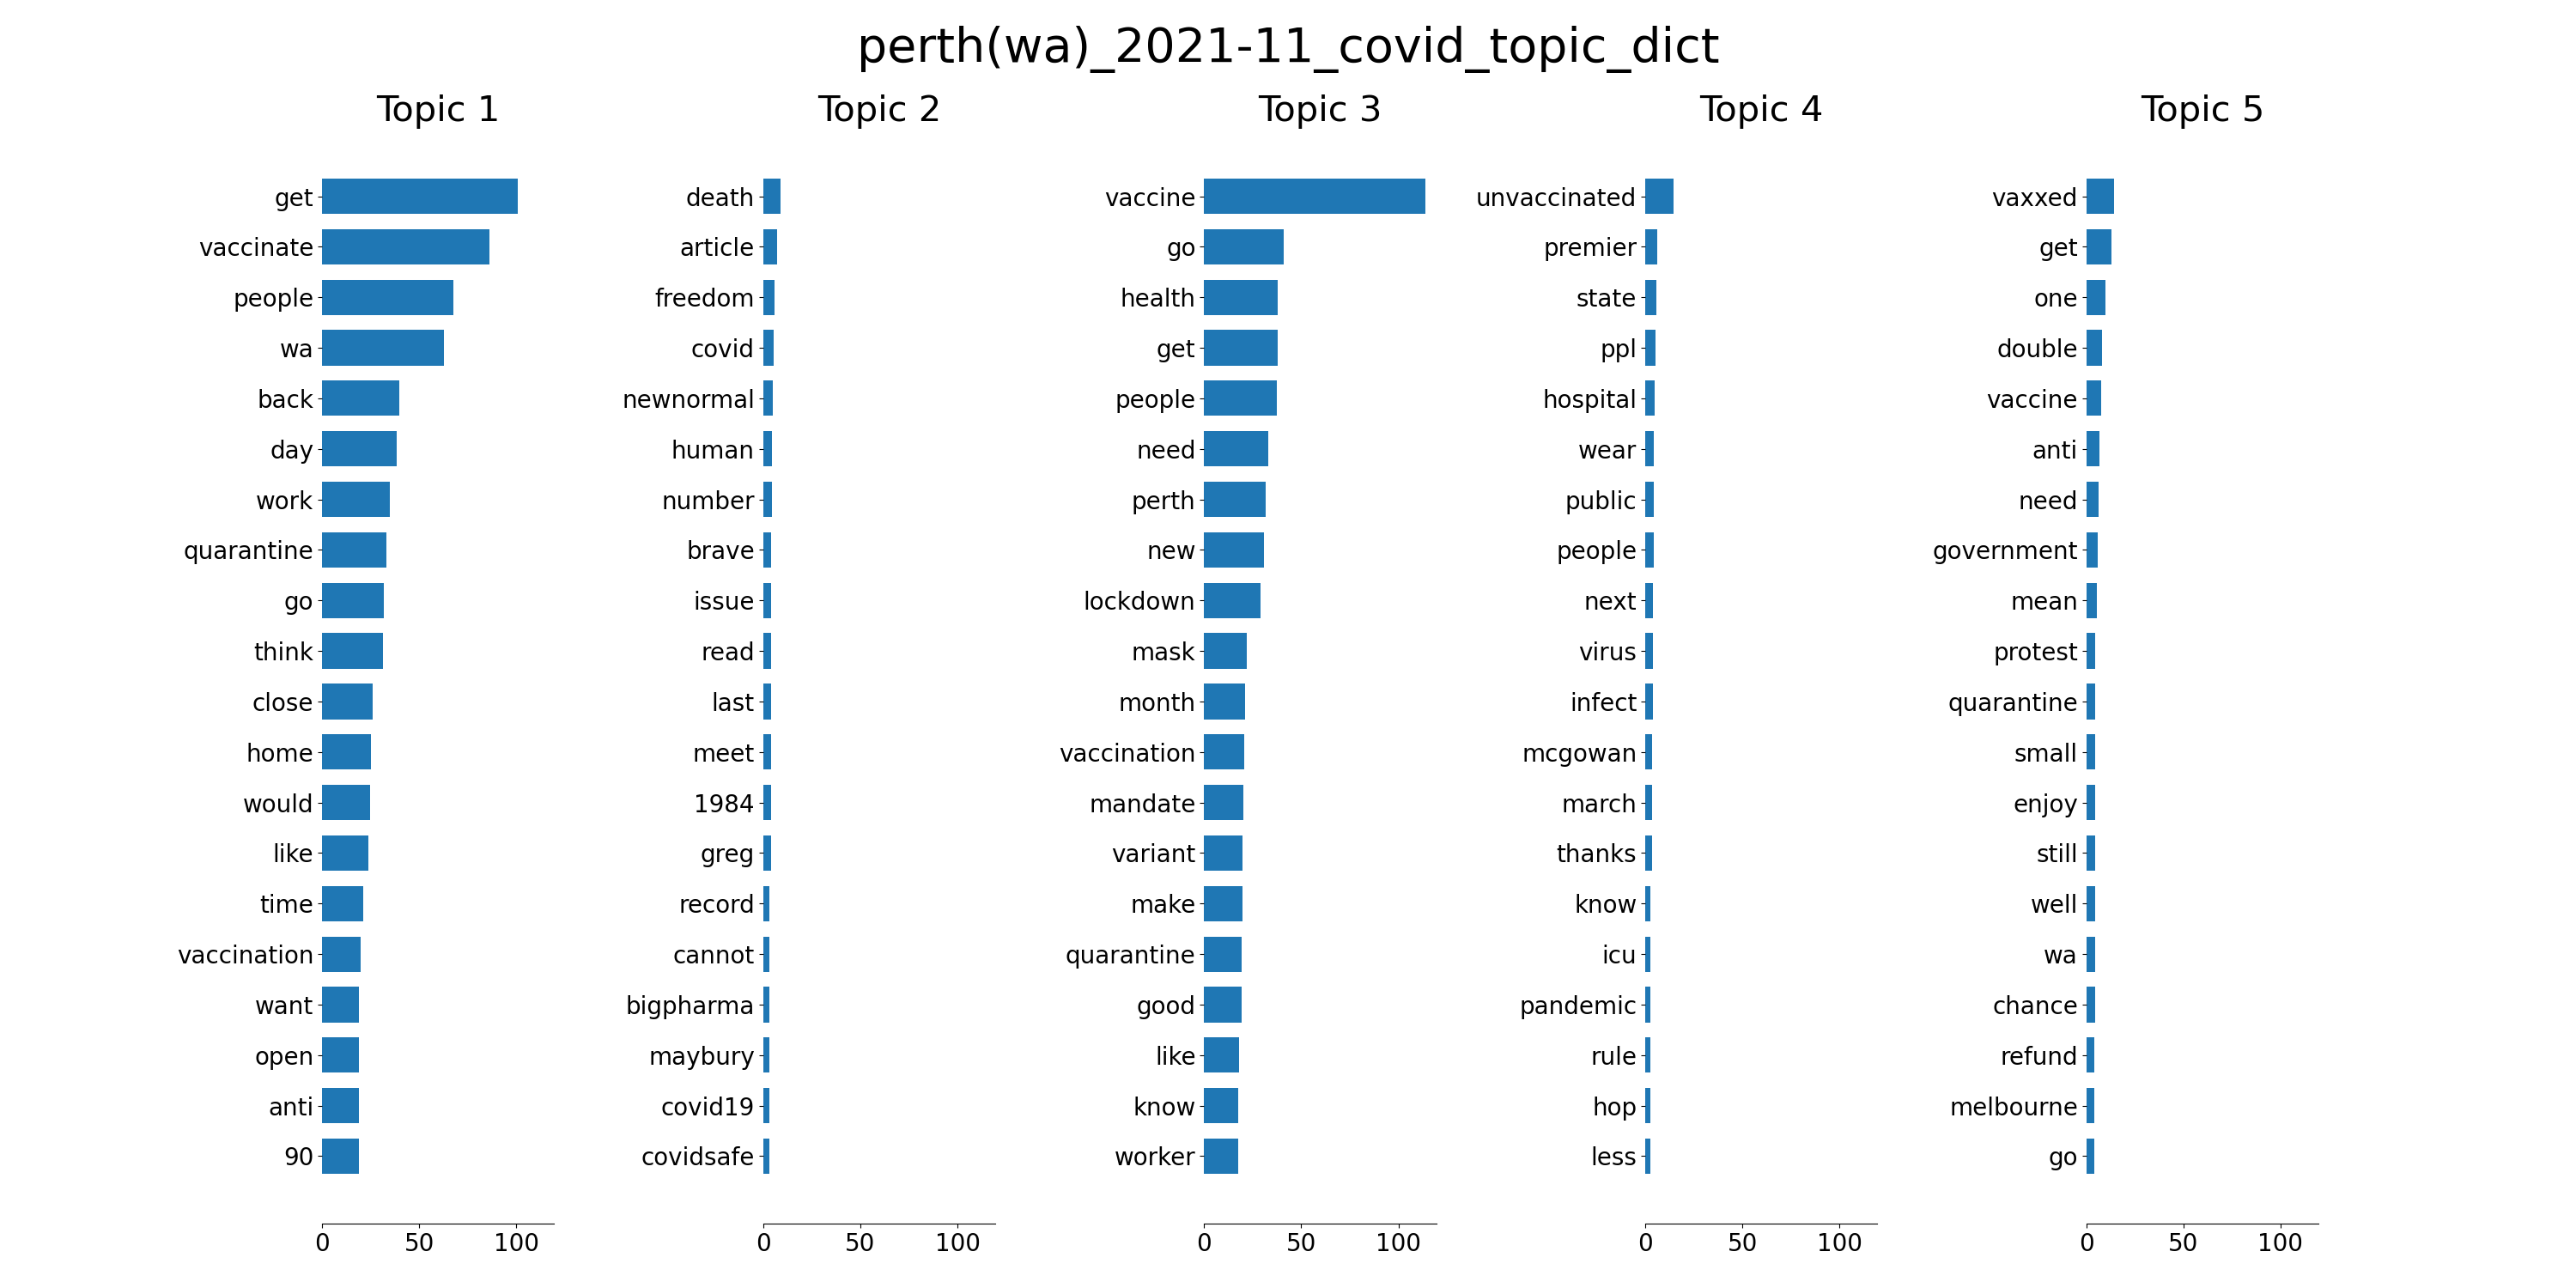 perth(wa)_2021-11_covid_topic_dict
Topic 1
get
vaccinate
people
wa
back
day
work
quarantine
go
think
close
home
would
like
time
vaccination
want
open
anti
90
0 50 100
Topic 2
death
article
freedom
covid
newnormal
human
number
brave
issue
read
last
meet
1984
greg
record
cannot
bigpharma
maybury
covid19
covidsafe
0 50 100
Topic 3
vaccine
go
health
get
people
need
perth
new
lockdown
mask
month
vaccination
mandate
variant
make
quarantine
good
like
know
worker
0 50 100
Topic 4
unvaccinated
premier
state
ppl
hospital
wear
public
people
next
virus
infect
mcgowan
march
thanks
know
icu
pandemic
rule
hop
less
0 50 100
Topic 5
vaxxed
get
one
double
vaccine
anti
need
government
mean
protest
quarantine
small
enjoy
still
well
wa
chance
refund
melbourne
go
0 50 100